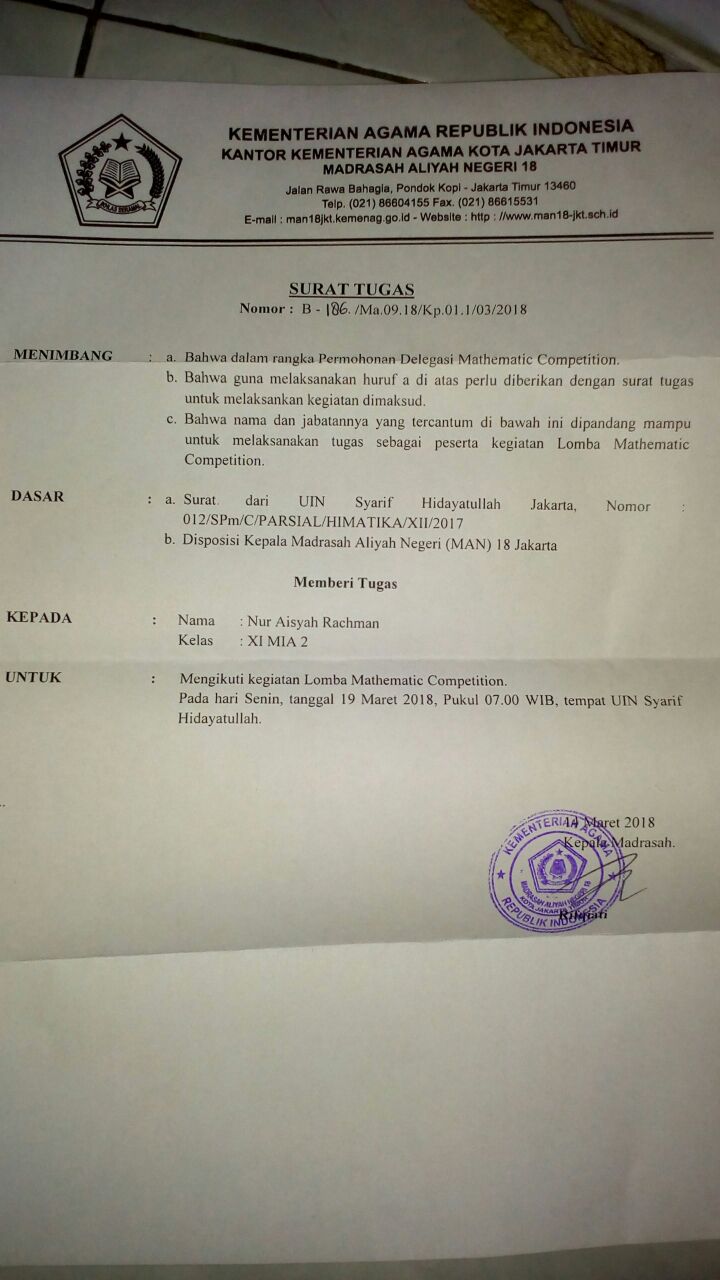 KEMENTERIAN AGAMA REPUBLIK INDONESIA
KANTOR KEMENTERIAN AGAMA KOTA JAKARTA TIMUR
MADRASAH ALIYAH NEGERI 18
Jalan Rawa Bahagia, Pondok Kopi - Jakarta Timur 13460
Telp. (021) 86604155 Fax. (021) 86615531
E-mail : man18jkt.kemenag.go.id - Website : http : //www.man18-jkt.sch.id
IKHLAS BERAMAL
SURAT TUGAS
Nomor : B - 186. /Ma.09.18/Kp.01.1/03/2018
MENIMBANG : a. Bahwa dalam rangka Permohonan Delegasi Mathematic Competition.
b. Bahwa guna melaksanakan huruf a di atas perlu diberikan dengan surat tugas
untuk melaksankan kegiatan dimaksud.
c. Bahwa nama dan jabatannya yang tercantum di bawah ini dipandang mampu
untuk melaksanakan tugas sebagai peserta kegiatan Lomba Mathematic
Competition.
DASAR : a. Surat dari UIN Syarif Hidayatullah Jakarta, Nomor :
012/SPm/C/PARSIAL/HIMATIKA/XII/2017
b. Disposisi Kepala Madrasah Aliyah Negeri (MAN) 18 Jakarta
Memberi Tugas
KEPADA : Nama : Nur Aisyah Rachman
Kelas : XI MIA 2
UNTUK : Mengikuti kegiatan Lomba Mathematic Competition.
Pada hari Senin, tanggal 19 Maret 2018, Pukul 07.00 WIB, tempat UIN Syarif
Hidayatullah.
14 Maret 2018
Kepala Madrasah.
KEMENTERIAN AGAMA
MADRASAH ALIYAH NEGERI 18
KOTA JAKARTA TIMUR
REPUBLIK INDONESIA